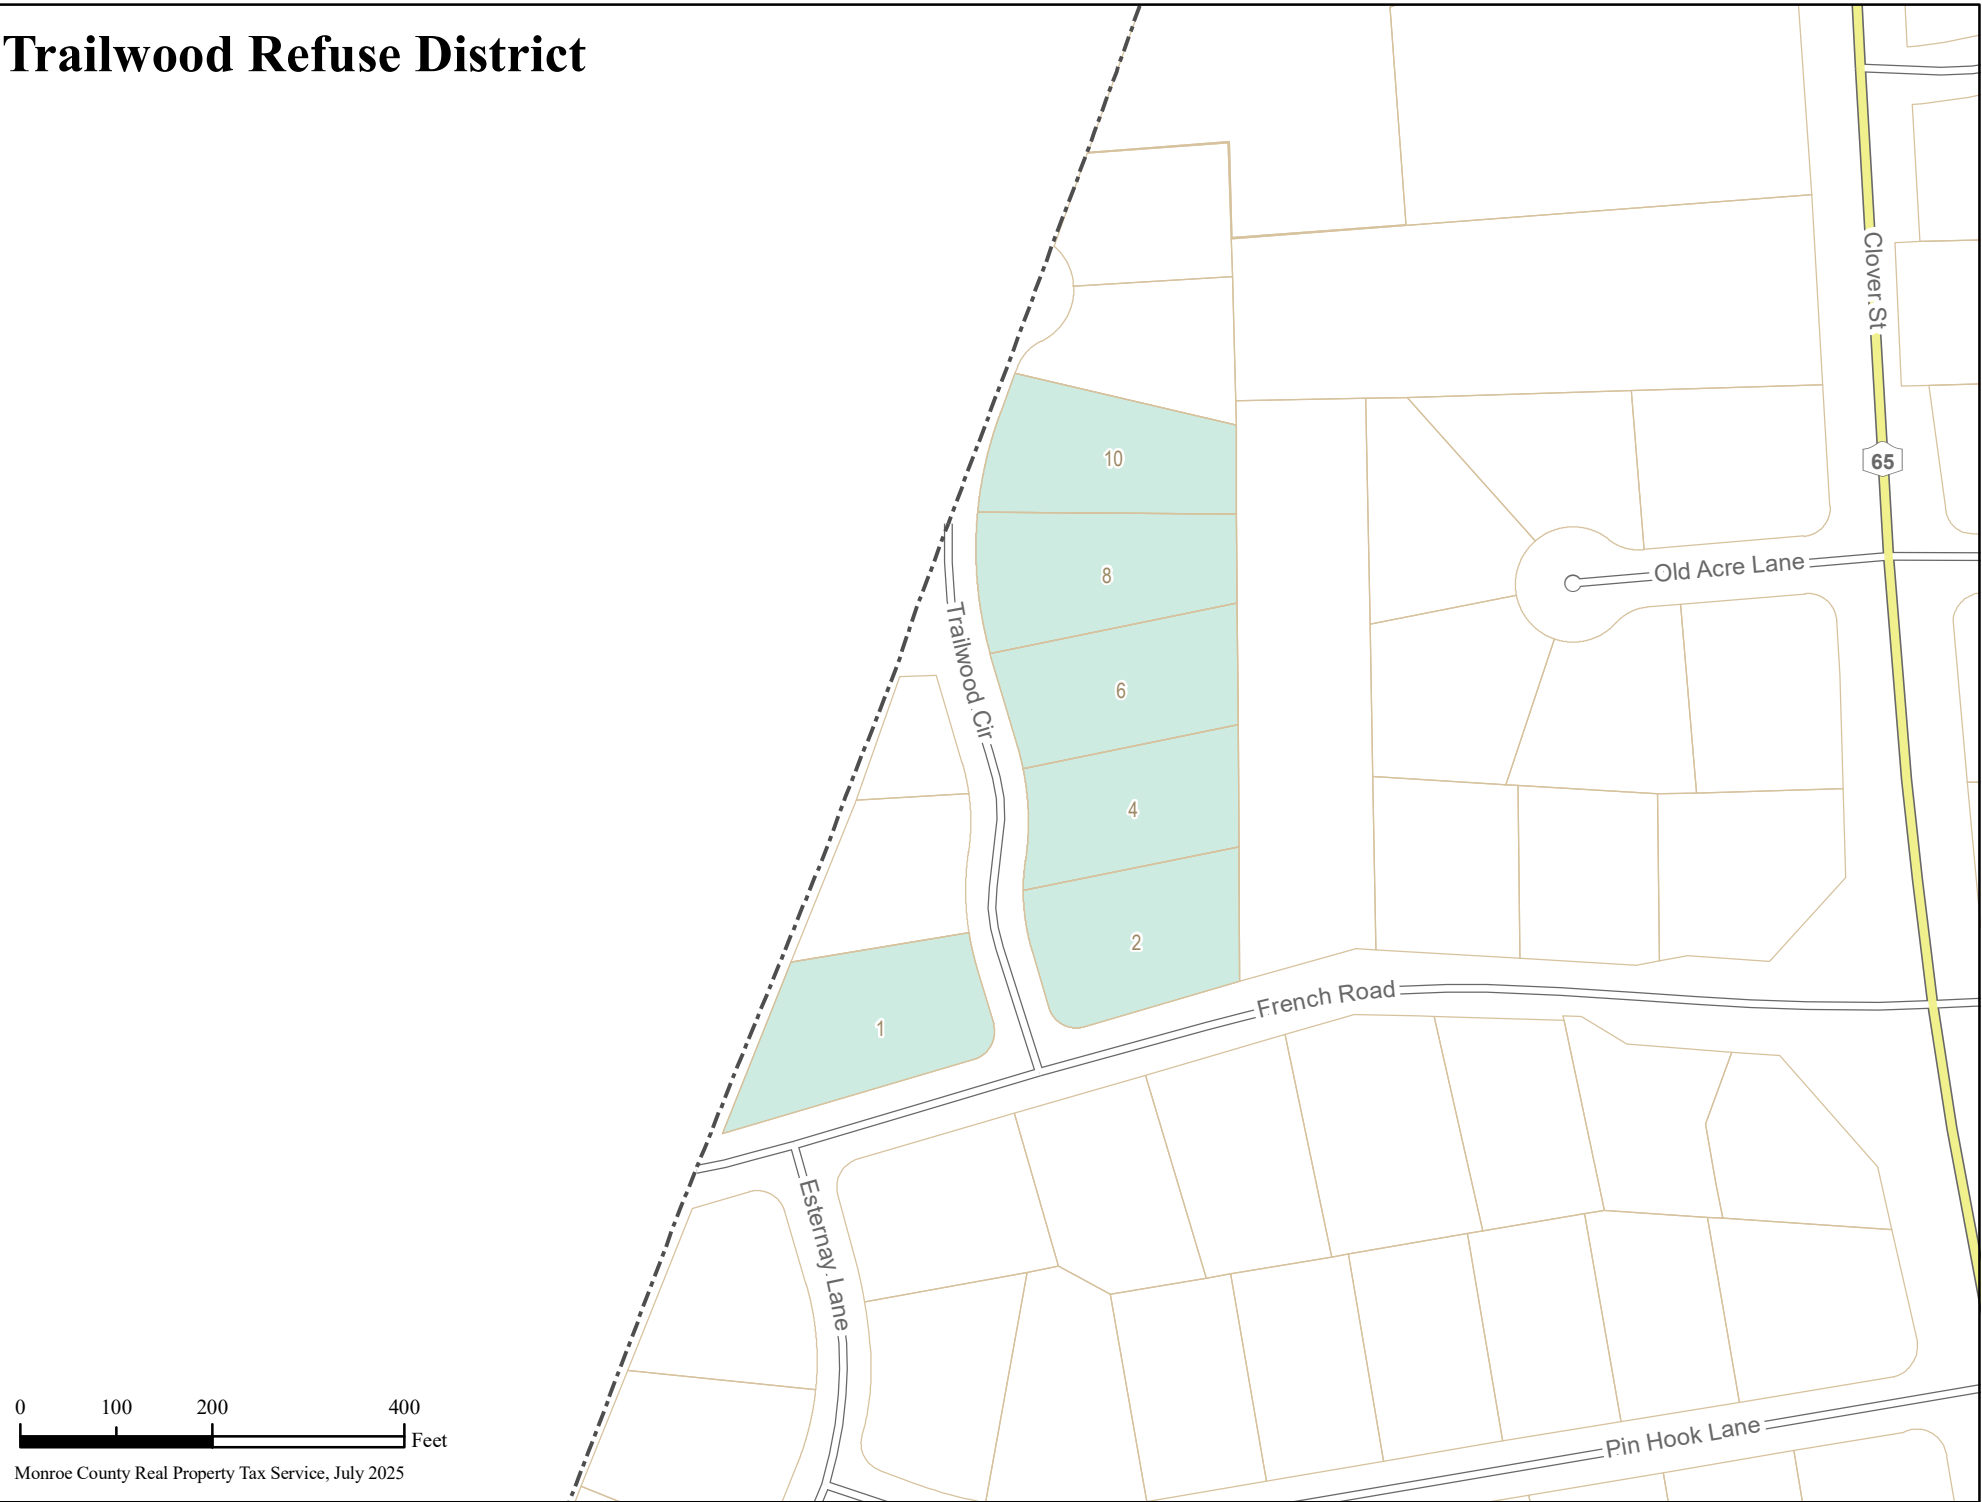 Trailwood Refuse District
Clover St
10
65
8
Old Acre Lane
Trailwood Cir
6
4
2
French Road
1
Esternay Lane
0 100 200 400
Feet
Pin Hook Lane
Monroe County Real Property Tax Service, July 2025